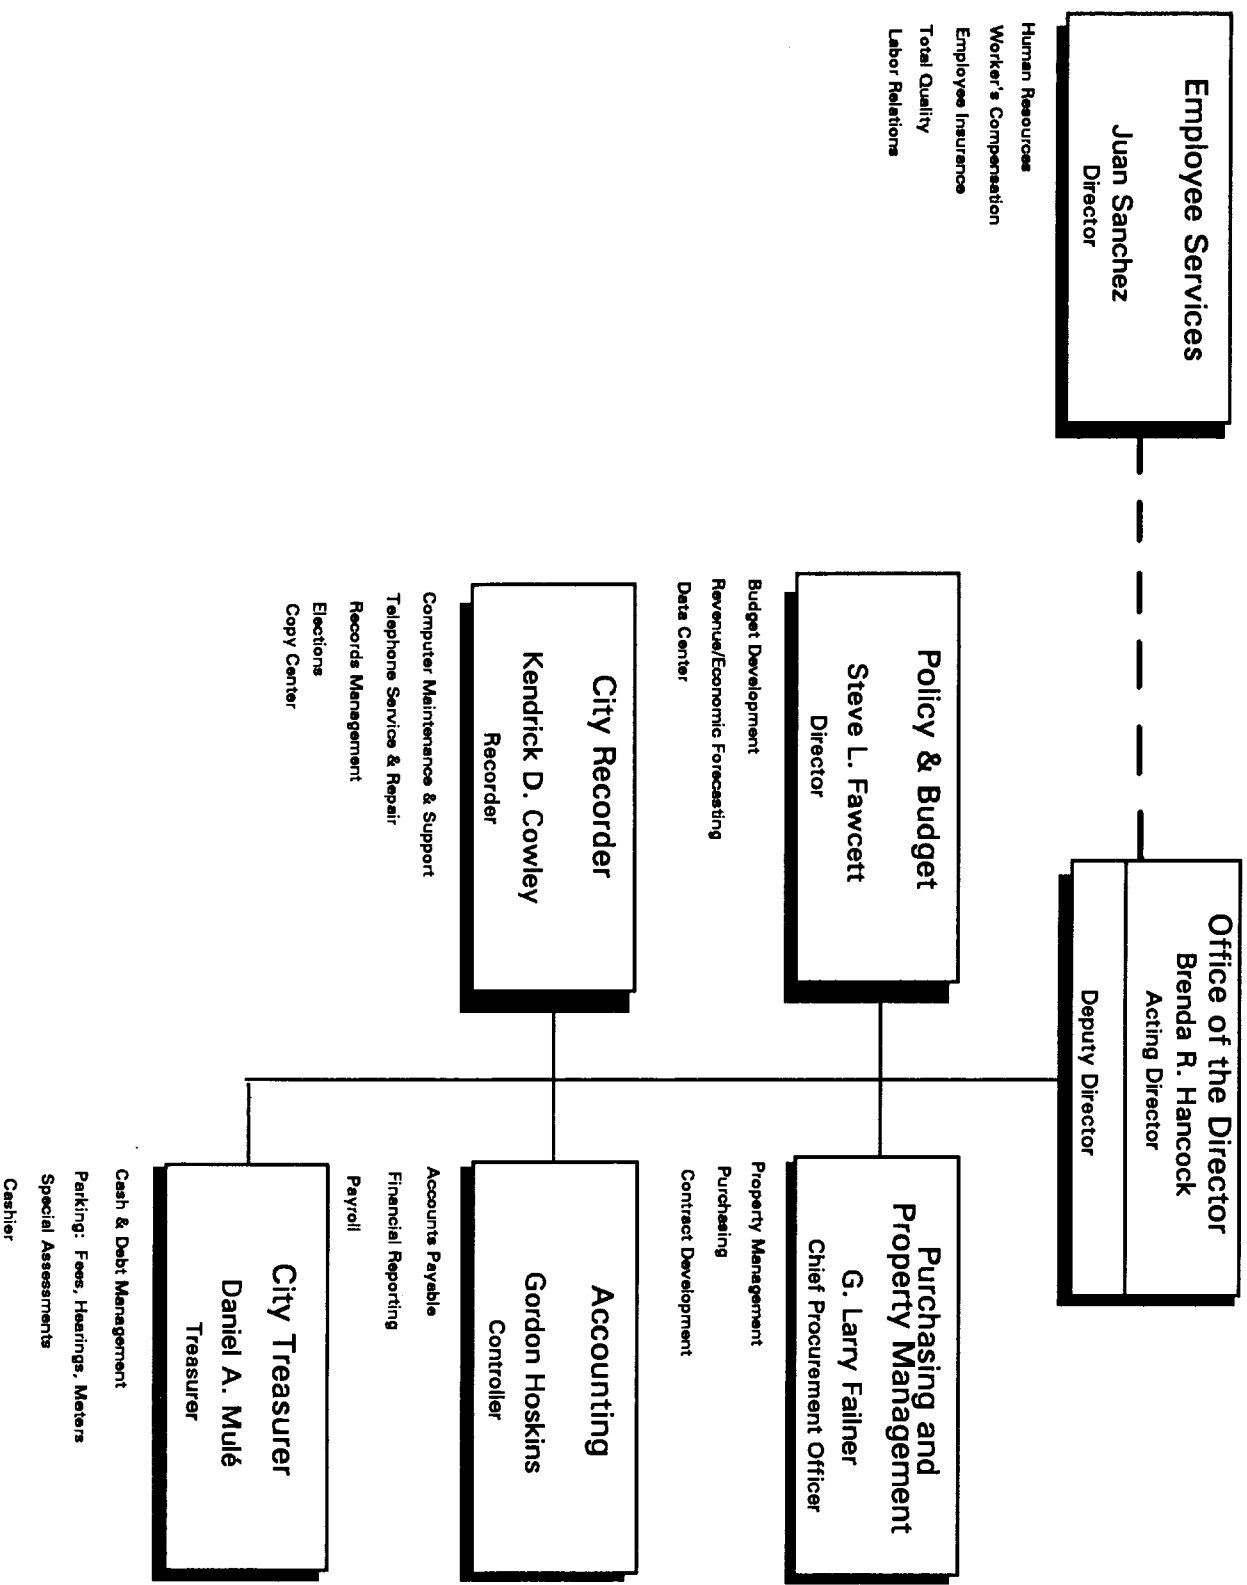 Employee Services
Juan Sanchez
Director
Human Resources
Worker's Compensation
Employee Insurance
Total Quality
Labor Relations
Office of the Director
Brenda R. Hancock
Acting Director
Deputy Director
Policy & Budget
Steve L. Fawcett
Director
Budget Development
Revenue/Economic Forecasting
Data Center
Purchasing and
Property Management
G. Larry Failner
Chief Procurement Officer
Property Management
Purchasing
Contract Development
City Recorder
Kendrick D. Cowley
Recorder
Computer Maintenance & Support
Telephone Service & Repair
Records Management
Elections
Copy Center
Accounting
Gordon Hoskins
Controller
Accounts Payable
Financial Reporting
Payroll
City Treasurer
Daniel A. Mulé
Treasurer
Cash & Debt Management
Parking: Fees, Hearings, Meters
Special Assessments
Cashier